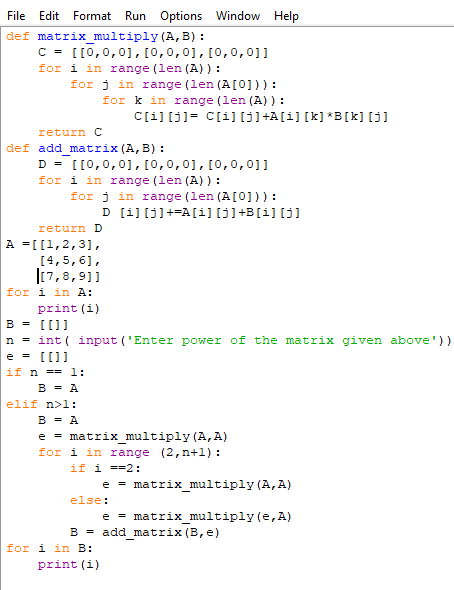 File Edit Format Run Options Window Help
def matrix_multiply(A,B):
    C = [[0,0,0],[0,0,0],[0,0,0]]
    for i in range(len(A)):
        for j in range(len(A[0])):
            for k in range(len(A)):
                C[i][j]= C[i][j]+A[i][k]*B[k][j]
    return C
def add_matrix(A,B):
    D = [[0,0,0],[0,0,0],[0,0,0]]
    for i in range(len(A)):
        for j in range(len(A[0])):
            D [i][j]+=A[i][j]+B[i][j]
    return D
A =[[1,2,3],
    [4,5,6],
    [7,8,9]]
for i in A:
    print(i)
B = [[]]
n = int( input('Enter power of the matrix given above'))
e = [[]]
if n == 1:
    B = A
elif n>1:
    B = A
    e = matrix_multiply(A,A)
    for i in range (2,n+1):
        if i ==2:
            e = matrix_multiply(A,A)
        else:
            e = matrix_multiply(e,A)
        B = add_matrix(B,e)
for i in B:
    print(i)